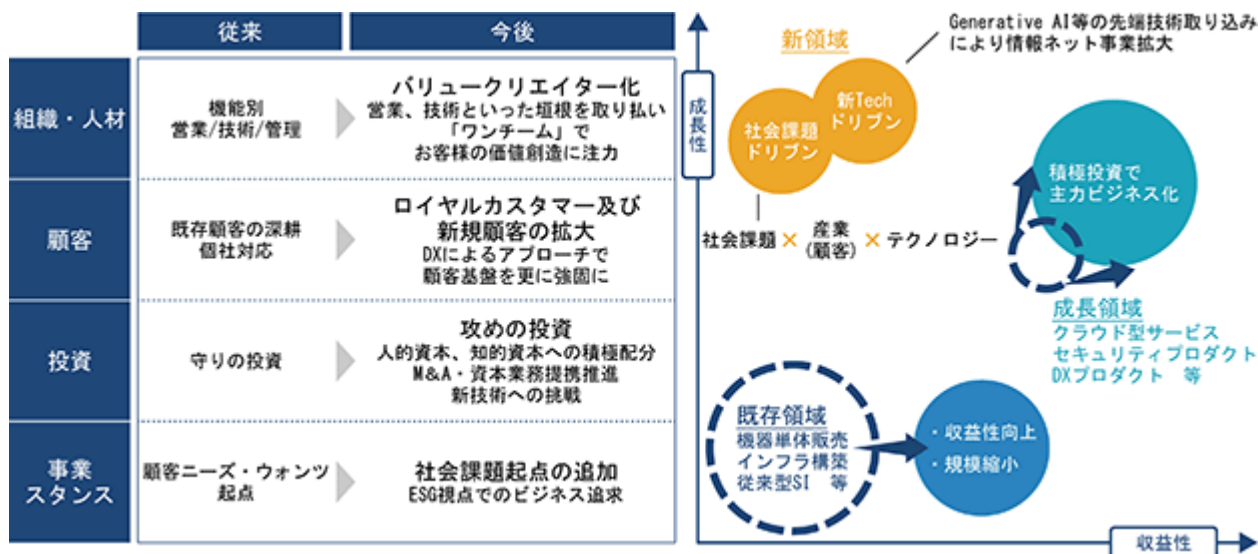 従来
今後
組織・人材
機能別
営業/技術/管理
バリュークリエイター化
営業、技術といった垣根を取り払い
「ワンチーム」で
お客様の価値創造に注力
顧客
既存顧客の深耕
個社対応
ロイヤルカスタマー及び
新規顧客の拡大
DXによるアプローチで
顧客基盤を更に強固に
投資
守りの投資
攻めの投資
人的資本、知的資本への積極配分
M&A・資本業務提携推進
新技術への挑戦
事業
スタンス
顧客ニーズ・ウォンツ
起点
社会課題起点の追加
ESG視点でのビジネス追求
成長性
新領域
Generative AI等の先端技術取り込み
により情報ネット事業拡大
新Tech
ドリブン
社会課題
ドリブン
積極投資で
主力ビジネス化
社会課題 × 産業(顧客) × テクノロジー
成長領域
クラウド型サービス
セキュリティプロダクト
DXプロダクト 等
既存領域
機器単体販売
インフラ構築
従来型SI 等
・収益性向上
・規模縮小
収益性